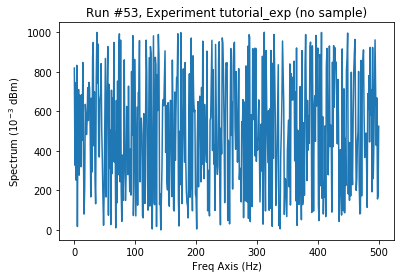 Run #53, Experiment tutorial_exp (no sample)
Spectrum (10⁻³ dBm)
1000
800
600
400
200
0
0 100 200 300 400 500
Freq Axis (Hz)